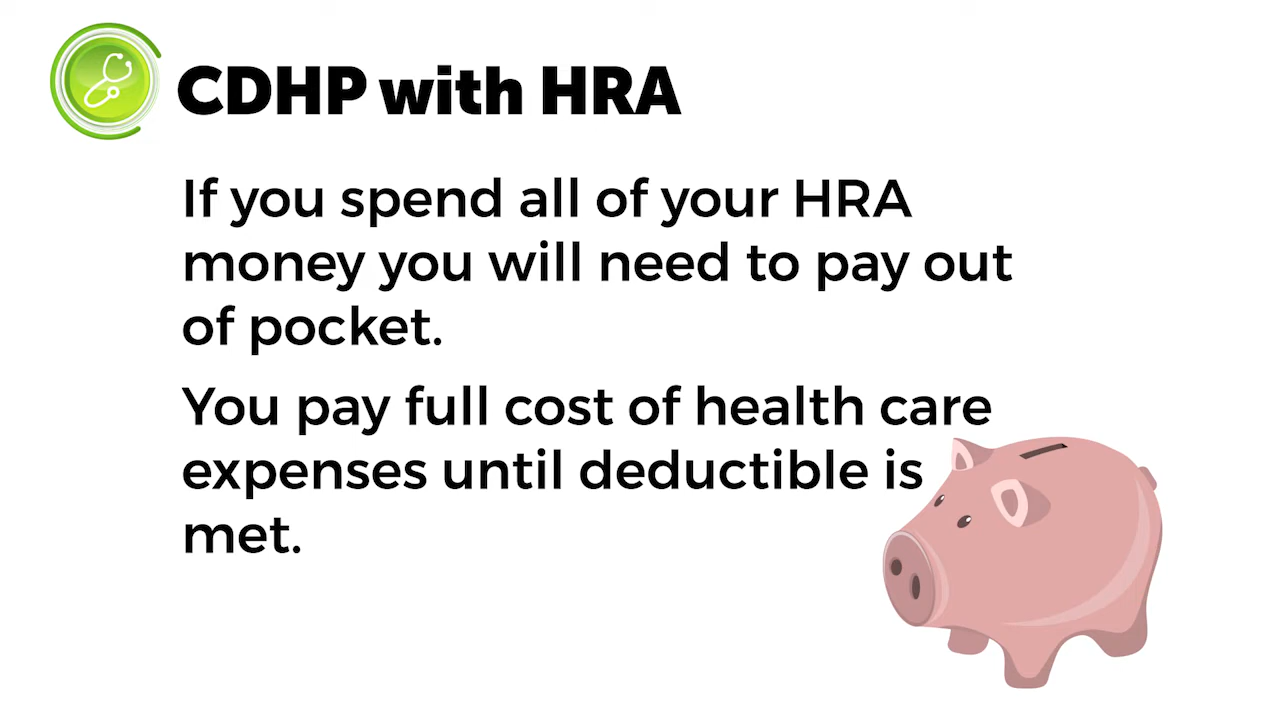 CDHP with HRA
If you spend all of your HRA
money you will need to pay out
of pocket.
You pay full cost of health care
expenses until deductible is
met.